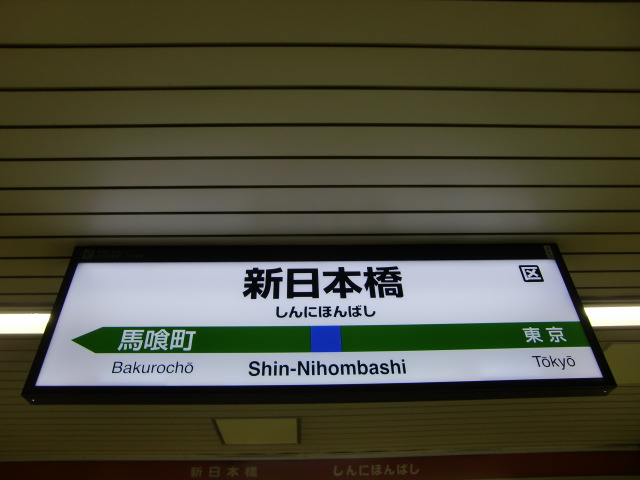 新日本橋
区
しんにほんばし
馬喰町
東京
Bakurochō
Shin-Nihombashi
Tōkyō
新日本橋 しんにほんばし